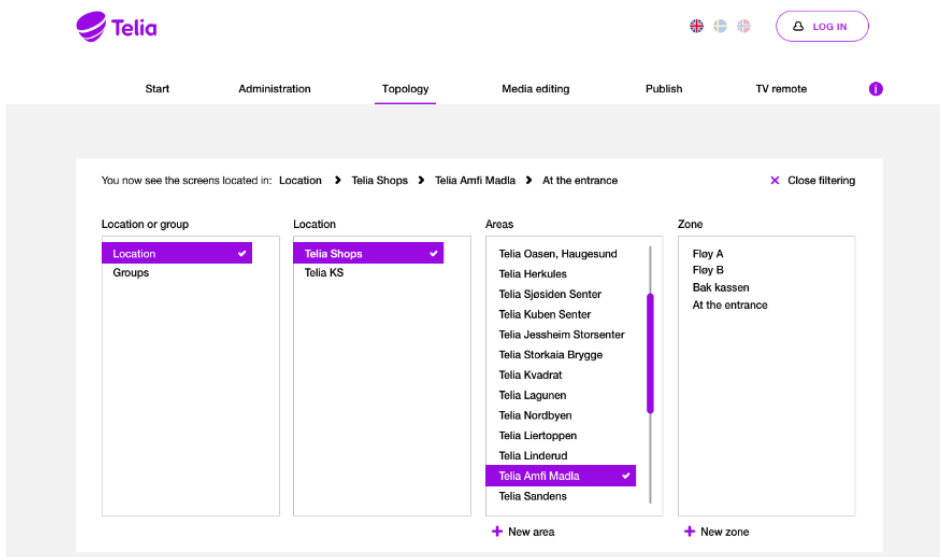 Telia
LOG IN
Start Administration Topology Media editing Publish TV remote i
You now see the screens located in: Location > Telia Shops > Telia Amfi Madla > At the entrance
Close filtering
Location or group
Location
Groups
Location
Telia Shops
Telia KS
Areas
Telia Oasen, Haugesund
Telia Herkules
Telia Sjøsiden Senter
Telia Kuben Senter
Telia Jessheim Storsenter
Telia Storkaia Brygge
Telia Kvadrat
Telia Lagunen
Telia Nordbyen
Telia Liertoppen
Telia Linderud
Telia Amfi Madla
Telia Sandens
+ New area
Zone
Fløy A
Fløy B
Bak kassen
At the entrance
+ New zone